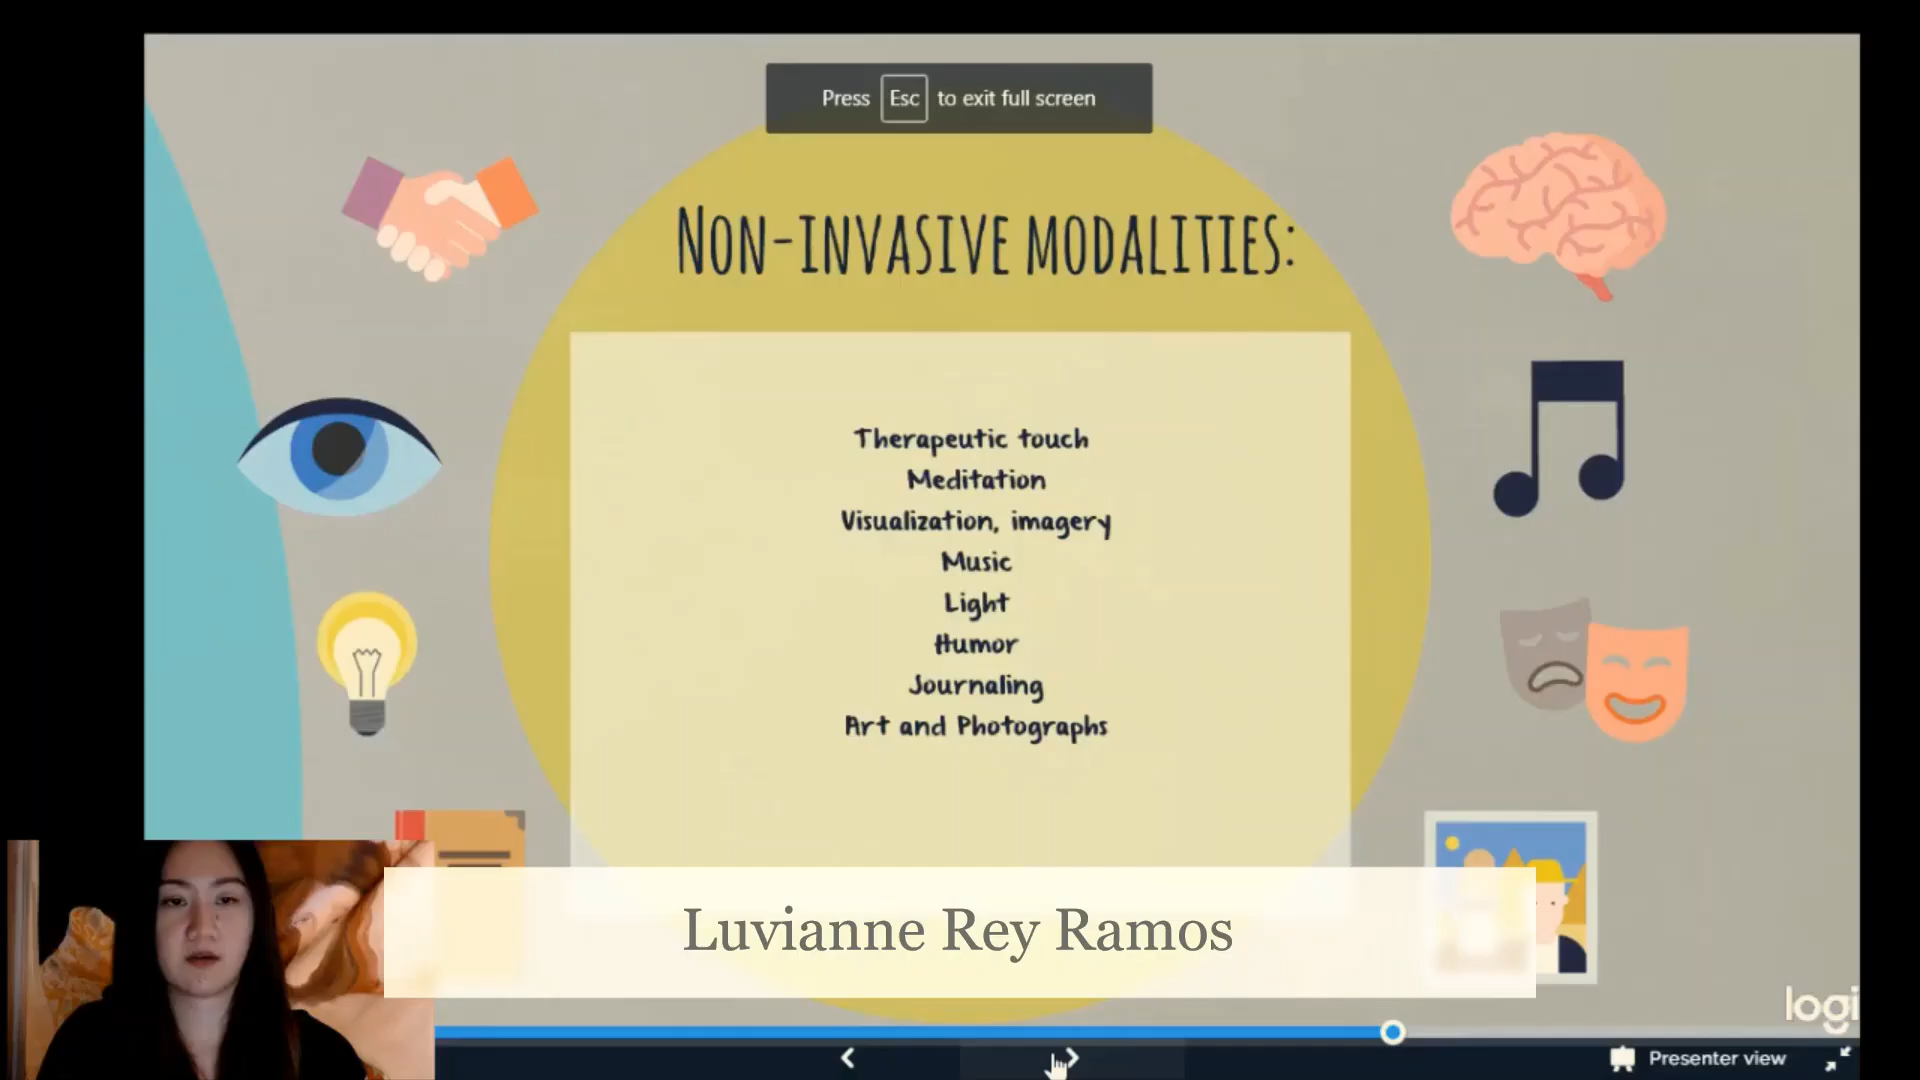 Press Esc to exit full screen
NON-INVASIVE MODALITIES:
Therapeutic touch
Meditation
Visualization, imagery
Music
Light
Humor
Journaling
Art and Photographs
Luvianne Rey Ramos
logi
Presenter view